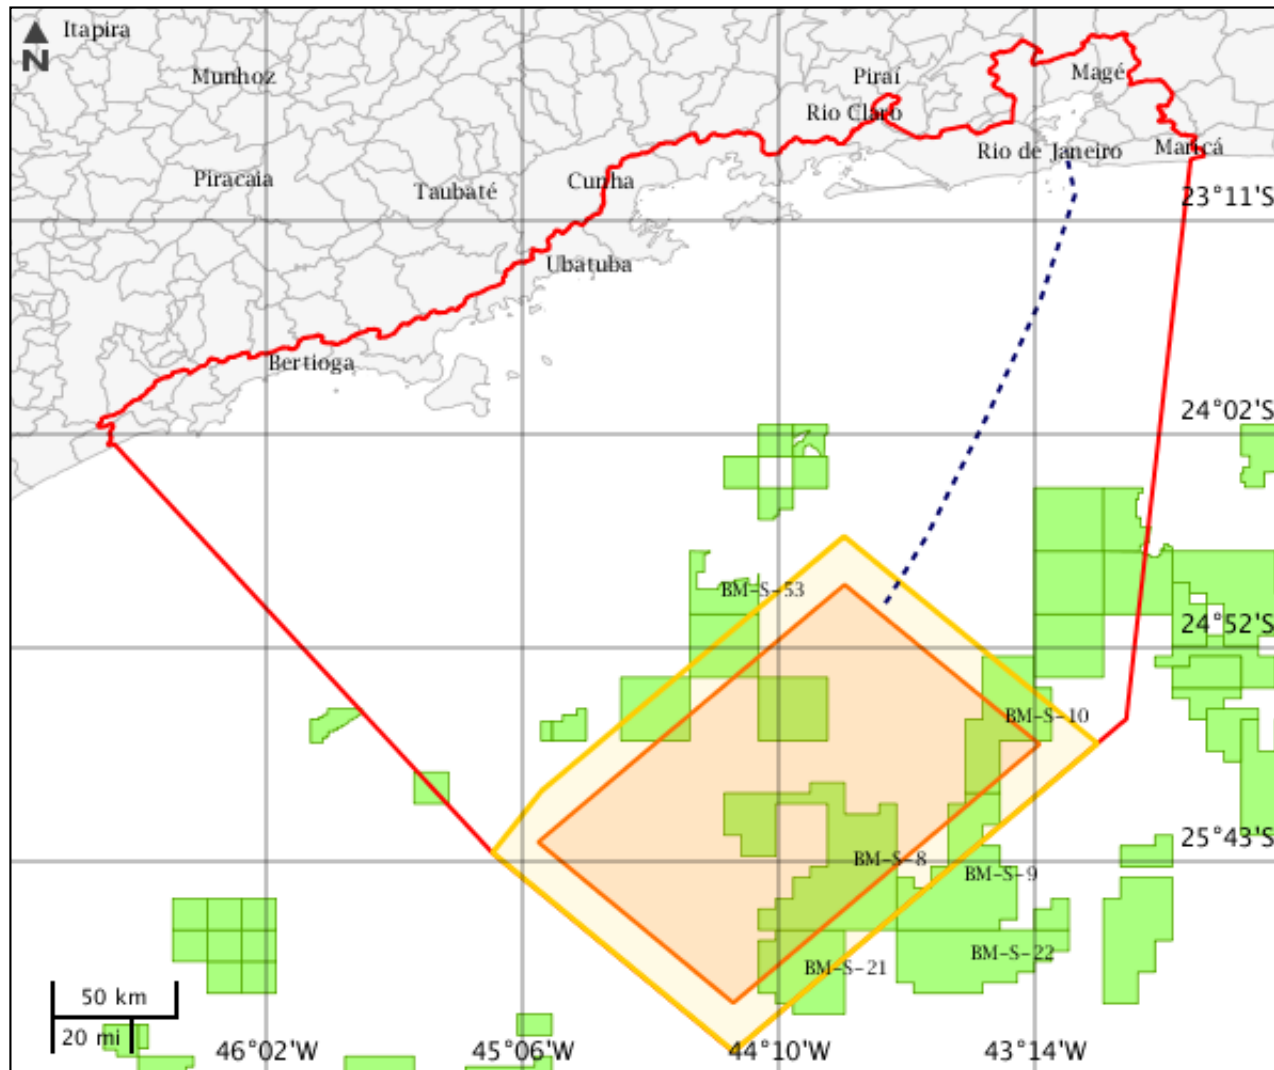 Itapira
N
Munhoz
Piraí
Magé
Rio Claro
Rio de Janeiro
Maricá
Piracaia
Taubaté
Cunha
23°11'S
Ubatuba
Bertioga
24°02'S
BM-S-53
24°52'S
BM-S-10
25°43'S
BM-S-8
BM-S-9
BM-S-22
BM-S-21
50 km
20 mi
46°02'W
45°06'W
44°10'W
43°14'W